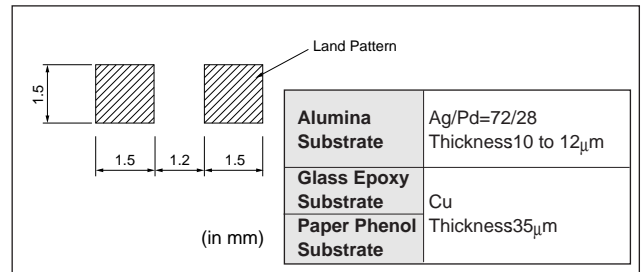 Land Pattern
1.5
1.5 1.2 1.5
(in mm)
Alumina Substrate Ag/Pd=72/28
Thickness10 to 12μm
Glass Epoxy Substrate
Paper Phenol Substrate
Cu
Thickness35μm